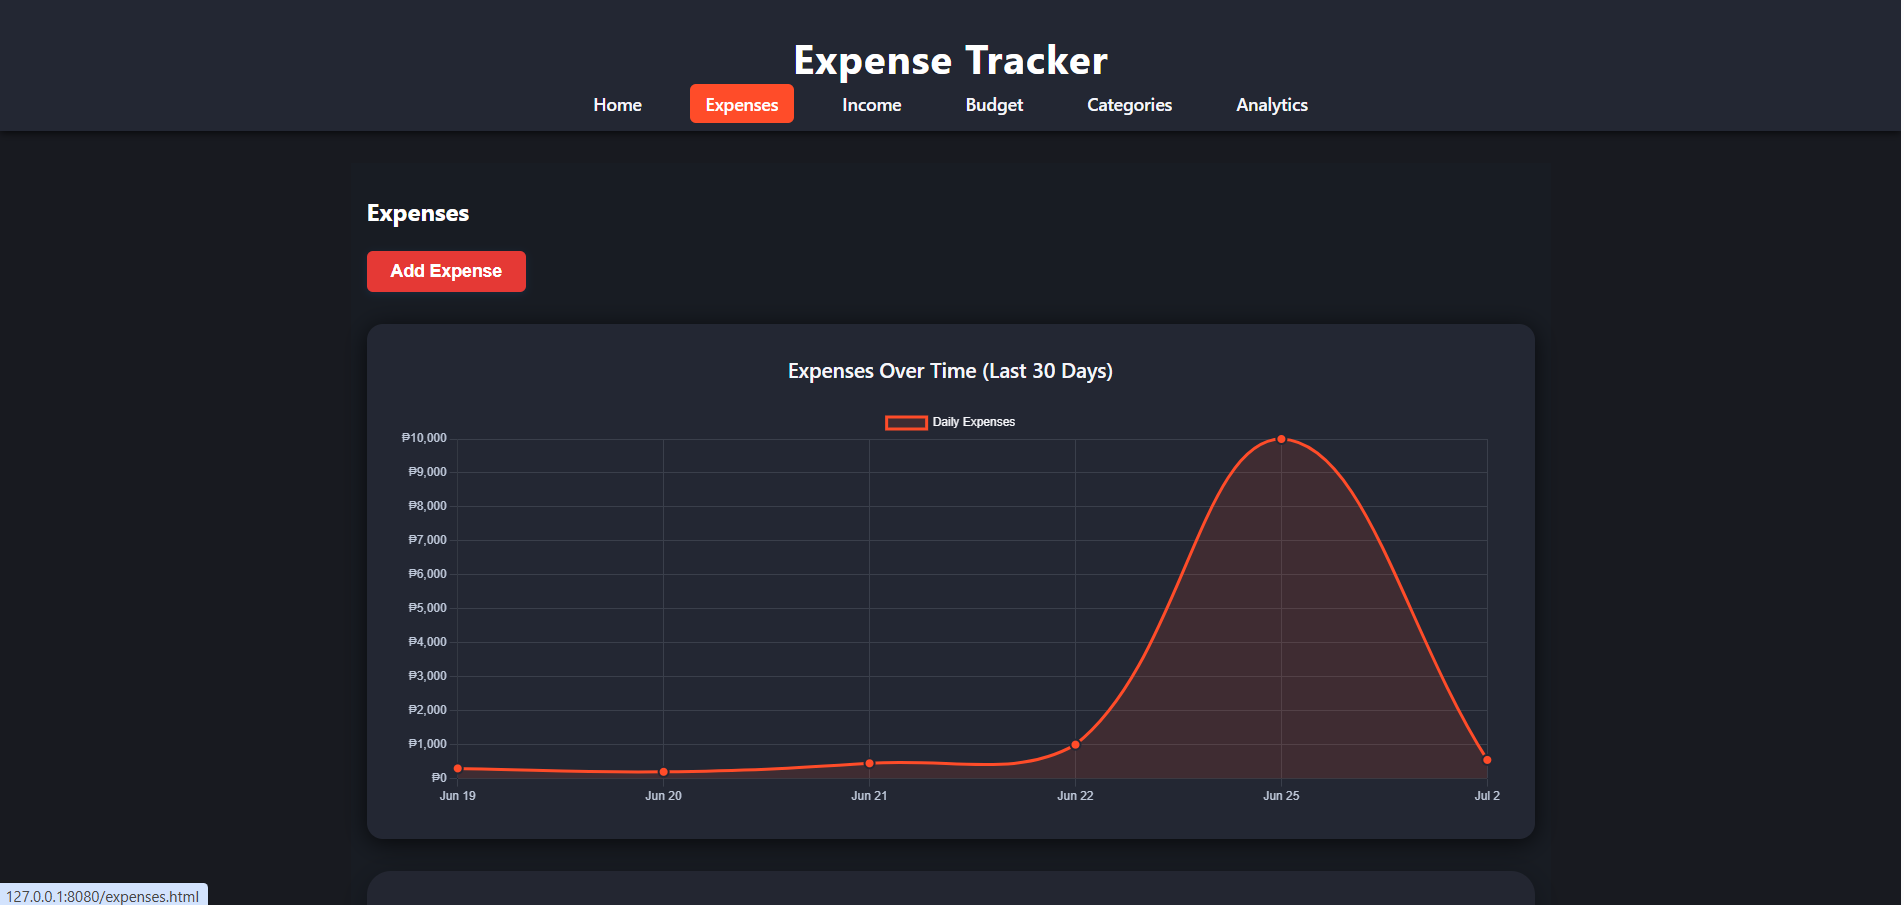 Expense Tracker
Home Expenses Income Budget Categories Analytics
Expenses
Add Expense
Expenses Over Time (Last 30 Days)
Daily Expenses
₱10,000
₱9,000
₱8,000
₱7,000
₱6,000
₱5,000
₱4,000
₱3,000
₱2,000
₱1,000
₱0
Jun 19 Jun 20 Jun 21 Jun 22 Jun 25 Jul 2
127.0.0.1:8080/expenses.html